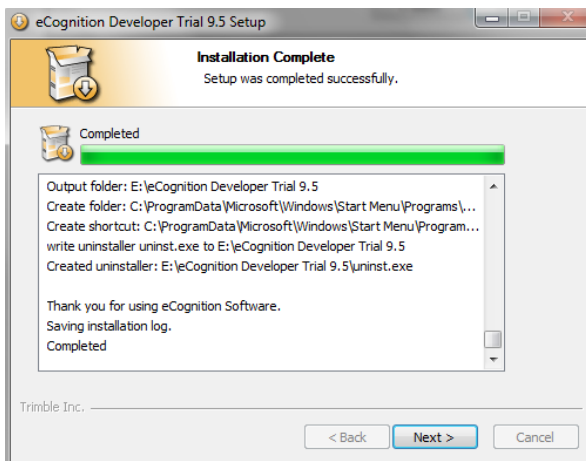 eCognition Developer Trial 9.5 Setup
Installation Complete
Setup was completed successfully.
Completed
Output folder: E:\eCognition Developer Trial 9.5
Create folder: C:\ProgramData\Microsoft\Windows\Start Menu\Programs\...
Create shortcut: C:\ProgramData\Microsoft\Windows\Start Menu\Program...
write uninstaller uninst.exe to E:\eCognition Developer Trial 9.5
Created uninstaller: E:\eCognition Developer Trial 9.5\uninst.exe
Thank you for using eCognition Software.
Saving installation log.
Completed
Trimble Inc.
< Back Next > Cancel